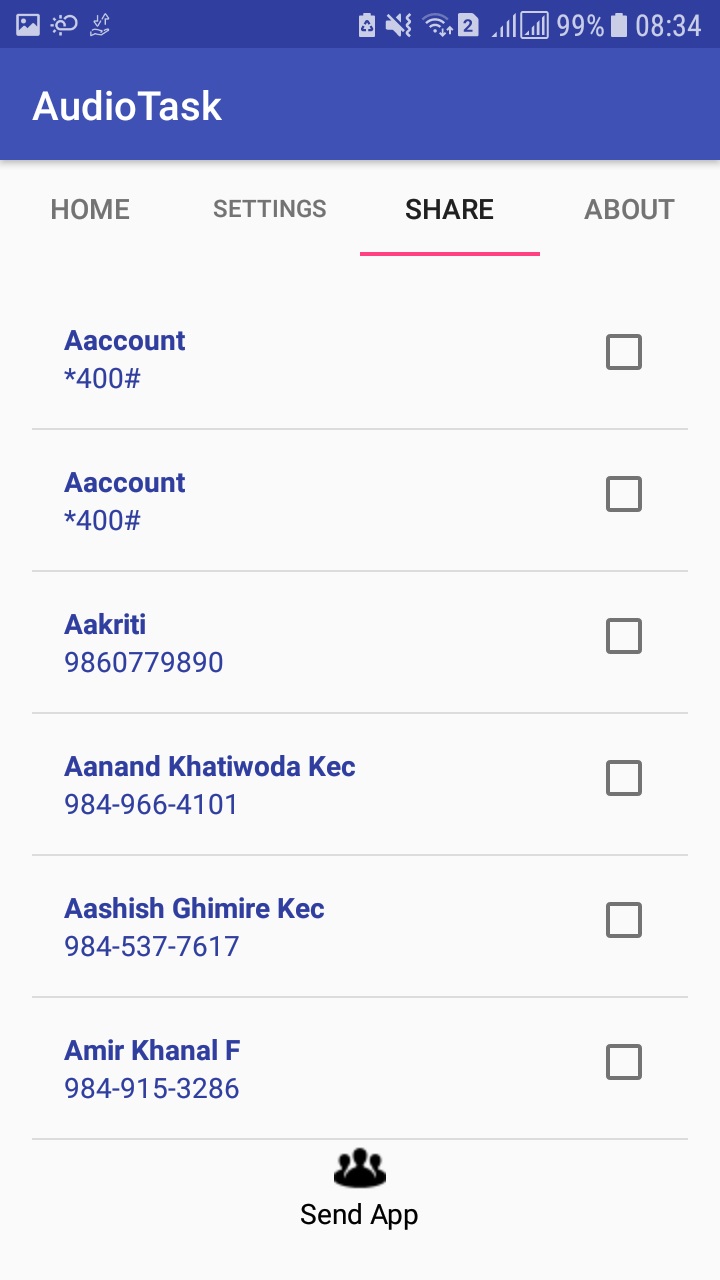 2 99% 08:34
AudioTask
HOME SETTINGS SHARE ABOUT
Aaccount
*400#
Aaccount
*400#
Aakriti
9860779890
Aanand Khatiwoda Kec
984-966-4101
Aashish Ghimire Kec
984-537-7617
Amir Khanal F
984-915-3286
Send App